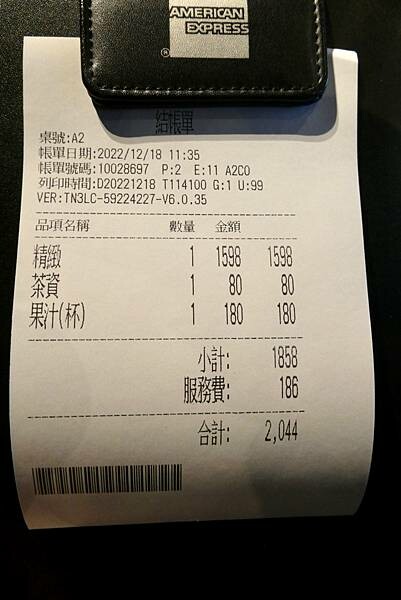 AMERICAN
EXPRESS
®
結帳單
桌號:A2
帳單日期:2022/12/18 11:35
帳單號碼:10028697 P:2 E:11 A2C0
列印時間:D20221218 T114100 G:1 U:99
VER:TN3LC-59224227-V6.0.35
品項名稱 數量 金額
精緻 1 1598 1598
茶資 1 80 80
果汁(杯) 1 180 180
小計: 1858
服務費: 186
合計: 2,044